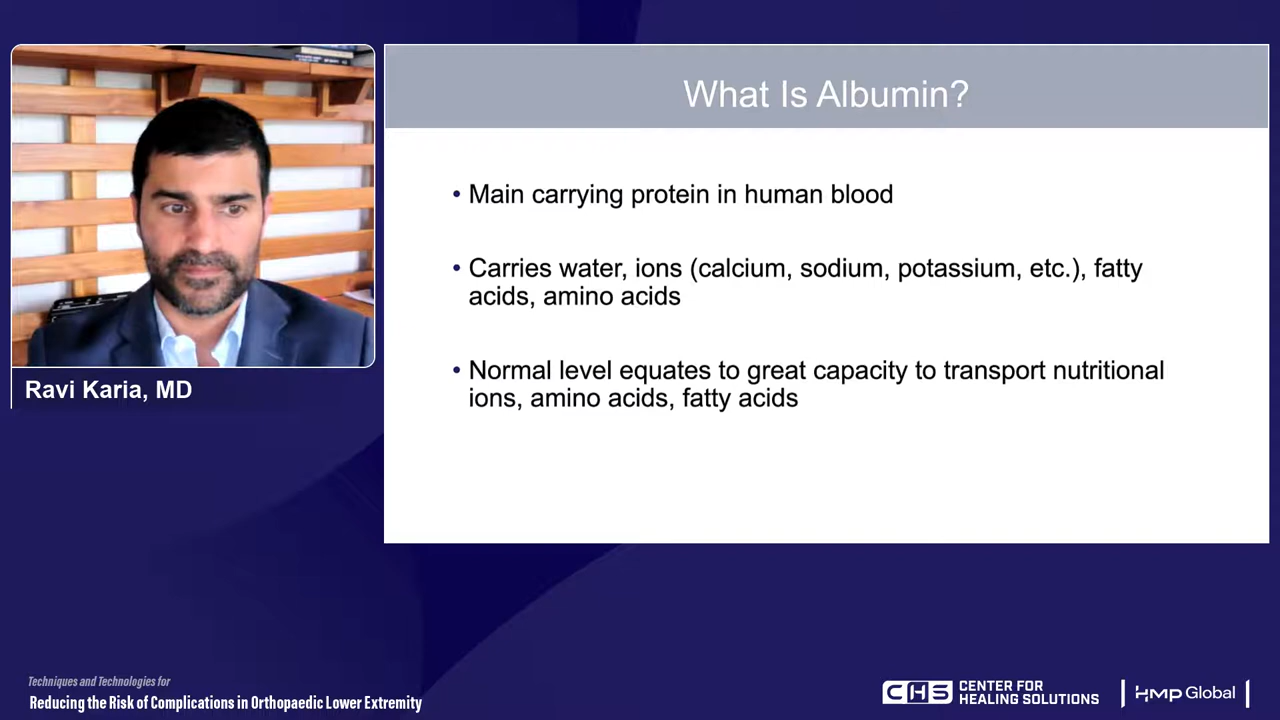 What Is Albumin?
• Main carrying protein in human blood
• Carries water, ions (calcium, sodium, potassium, etc.), fatty
acids, amino acids
• Normal level equates to great capacity to transport nutritional
ions, amino acids, fatty acids
Ravi Karia, MD
Techniques and Technologies for
Reducing the Risk of Complications in Orthopaedic Lower Extremity
CHS CENTER FOR
HEALING SOLUTIONS
HMP Global